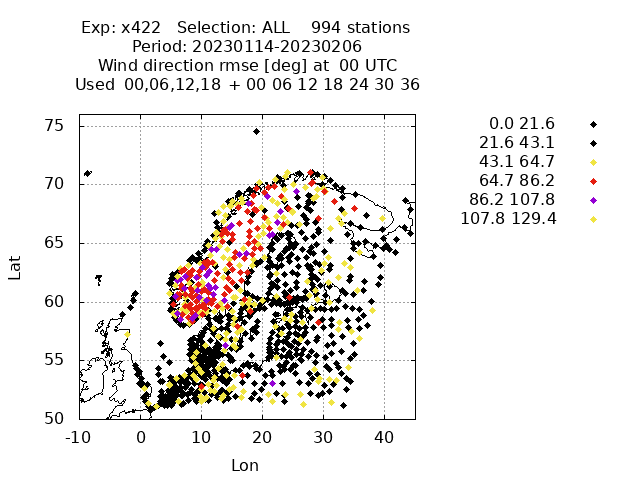 Exp: x422 Selection: ALL 994 stations
Period: 20230114-20230206
Wind direction rmse [deg] at 00 UTC
Used 00,06,12,18 + 00 06 12 18 24 30 36
0.0 21.6
21.6 43.1
43.1 64.7
64.7 86.2
86.2 107.8
107.8 129.4
75
70
65
60
55
50
Lat
-10 0 10 20 30 40
Lon